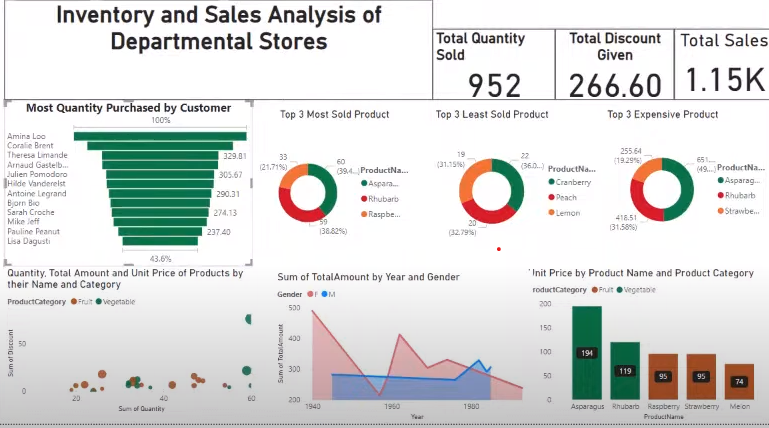 Inventory and Sales Analysis of
Departmental Stores
Total Quantity
Sold
952
Total Discount
Given
266.60
Total Sales
1.15K
Most Quantity Purchased by Customer
100%
Amina Loo
Coralie Brent
Theresa Limande
329.81
Arnaud Gastelb...
Julien Pomodoro
305.67
Hilde Vanderelst
Antoine Legrand
290.31
Bjorn Bio
Sarah Croche
274.13
Mike Jeff
Pauline Peanut
237.40
Lisa Dagusti
43.6%
Top 3 Most Sold Product
33
(21.71%)
60
(39.4...)
59
(38.82%)
ProductNa...
Aspara...
Rhubarb
Raspbe...
Top 3 Least Sold Product
19
(31.15%)
22
(36.0...)
20
(32.79%)
ProductNa...
Cranberry
Peach
Lemon
Top 3 Expensive Product
255.64
(19.29%)
651....
(49....)
418.51
(31.58%)
ProductNa...
Asparag...
Rhubarb
Strawbe...
Quantity, Total Amount and Unit Price of Products by
their Name and Category
ProductCategory Fruit Vegetable
Sum of Discount
50
0
20 40 60
Sum of Quantity
Sum of TotalAmount by Year and Gender
Gender F M
Sum of TotalAmount
500
400
300
200
1940 1960 1980
Year
Unit Price by Product Name and Product Category
roductCategory Fruit Vegetable
200
150
100
50
0
194
119
95
95
74
Asparagus Rhubarb Raspberry Strawberry Melon
ProductName